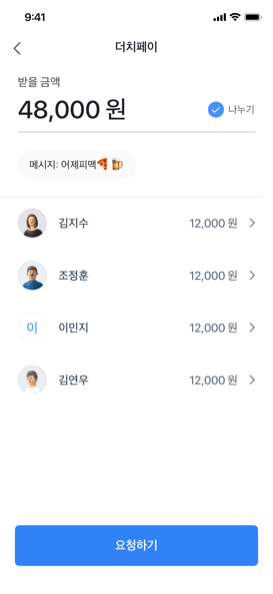 9:41
더치페이
받을 금액
48,000 원
나누기
메시지: 어제피맥🍕 🍺
김지수 12,000 원
조정훈 12,000 원
이 이민지 12,000 원
김연우 12,000 원
요청하기